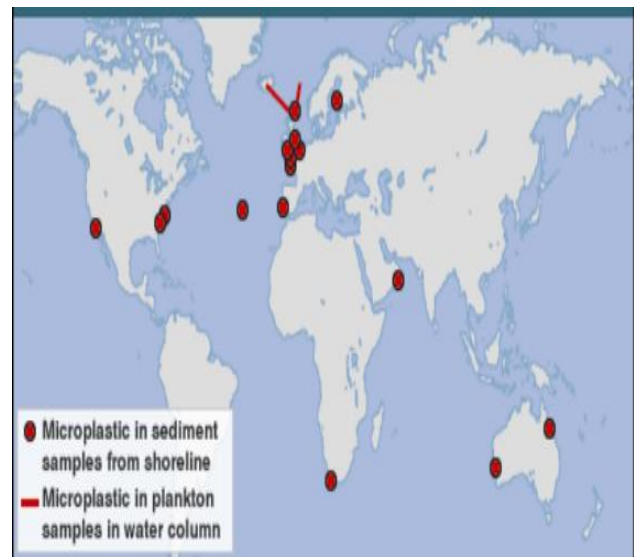 Microplastic in sediment
samples from shoreline
Microplastic in plankton
samples in water column